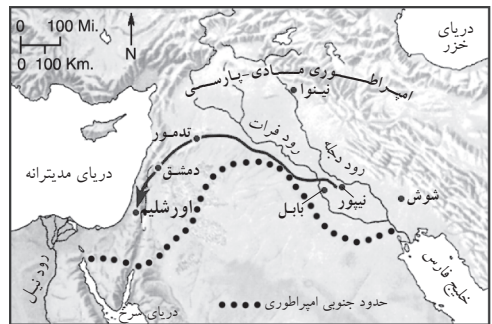 0 100 Mi.
0 100 Km.
N
دریای
خزر
امپراطوری مادی-پارسی
نینوا
رود فرات
رود دجله
تدمور
دمشق
دریای مدیترانه
اورشلیم
شوش
نیپور
بابل
رود نیل
خلیج فارس
دریای سرخ
حدود جنوبی امپراطوری